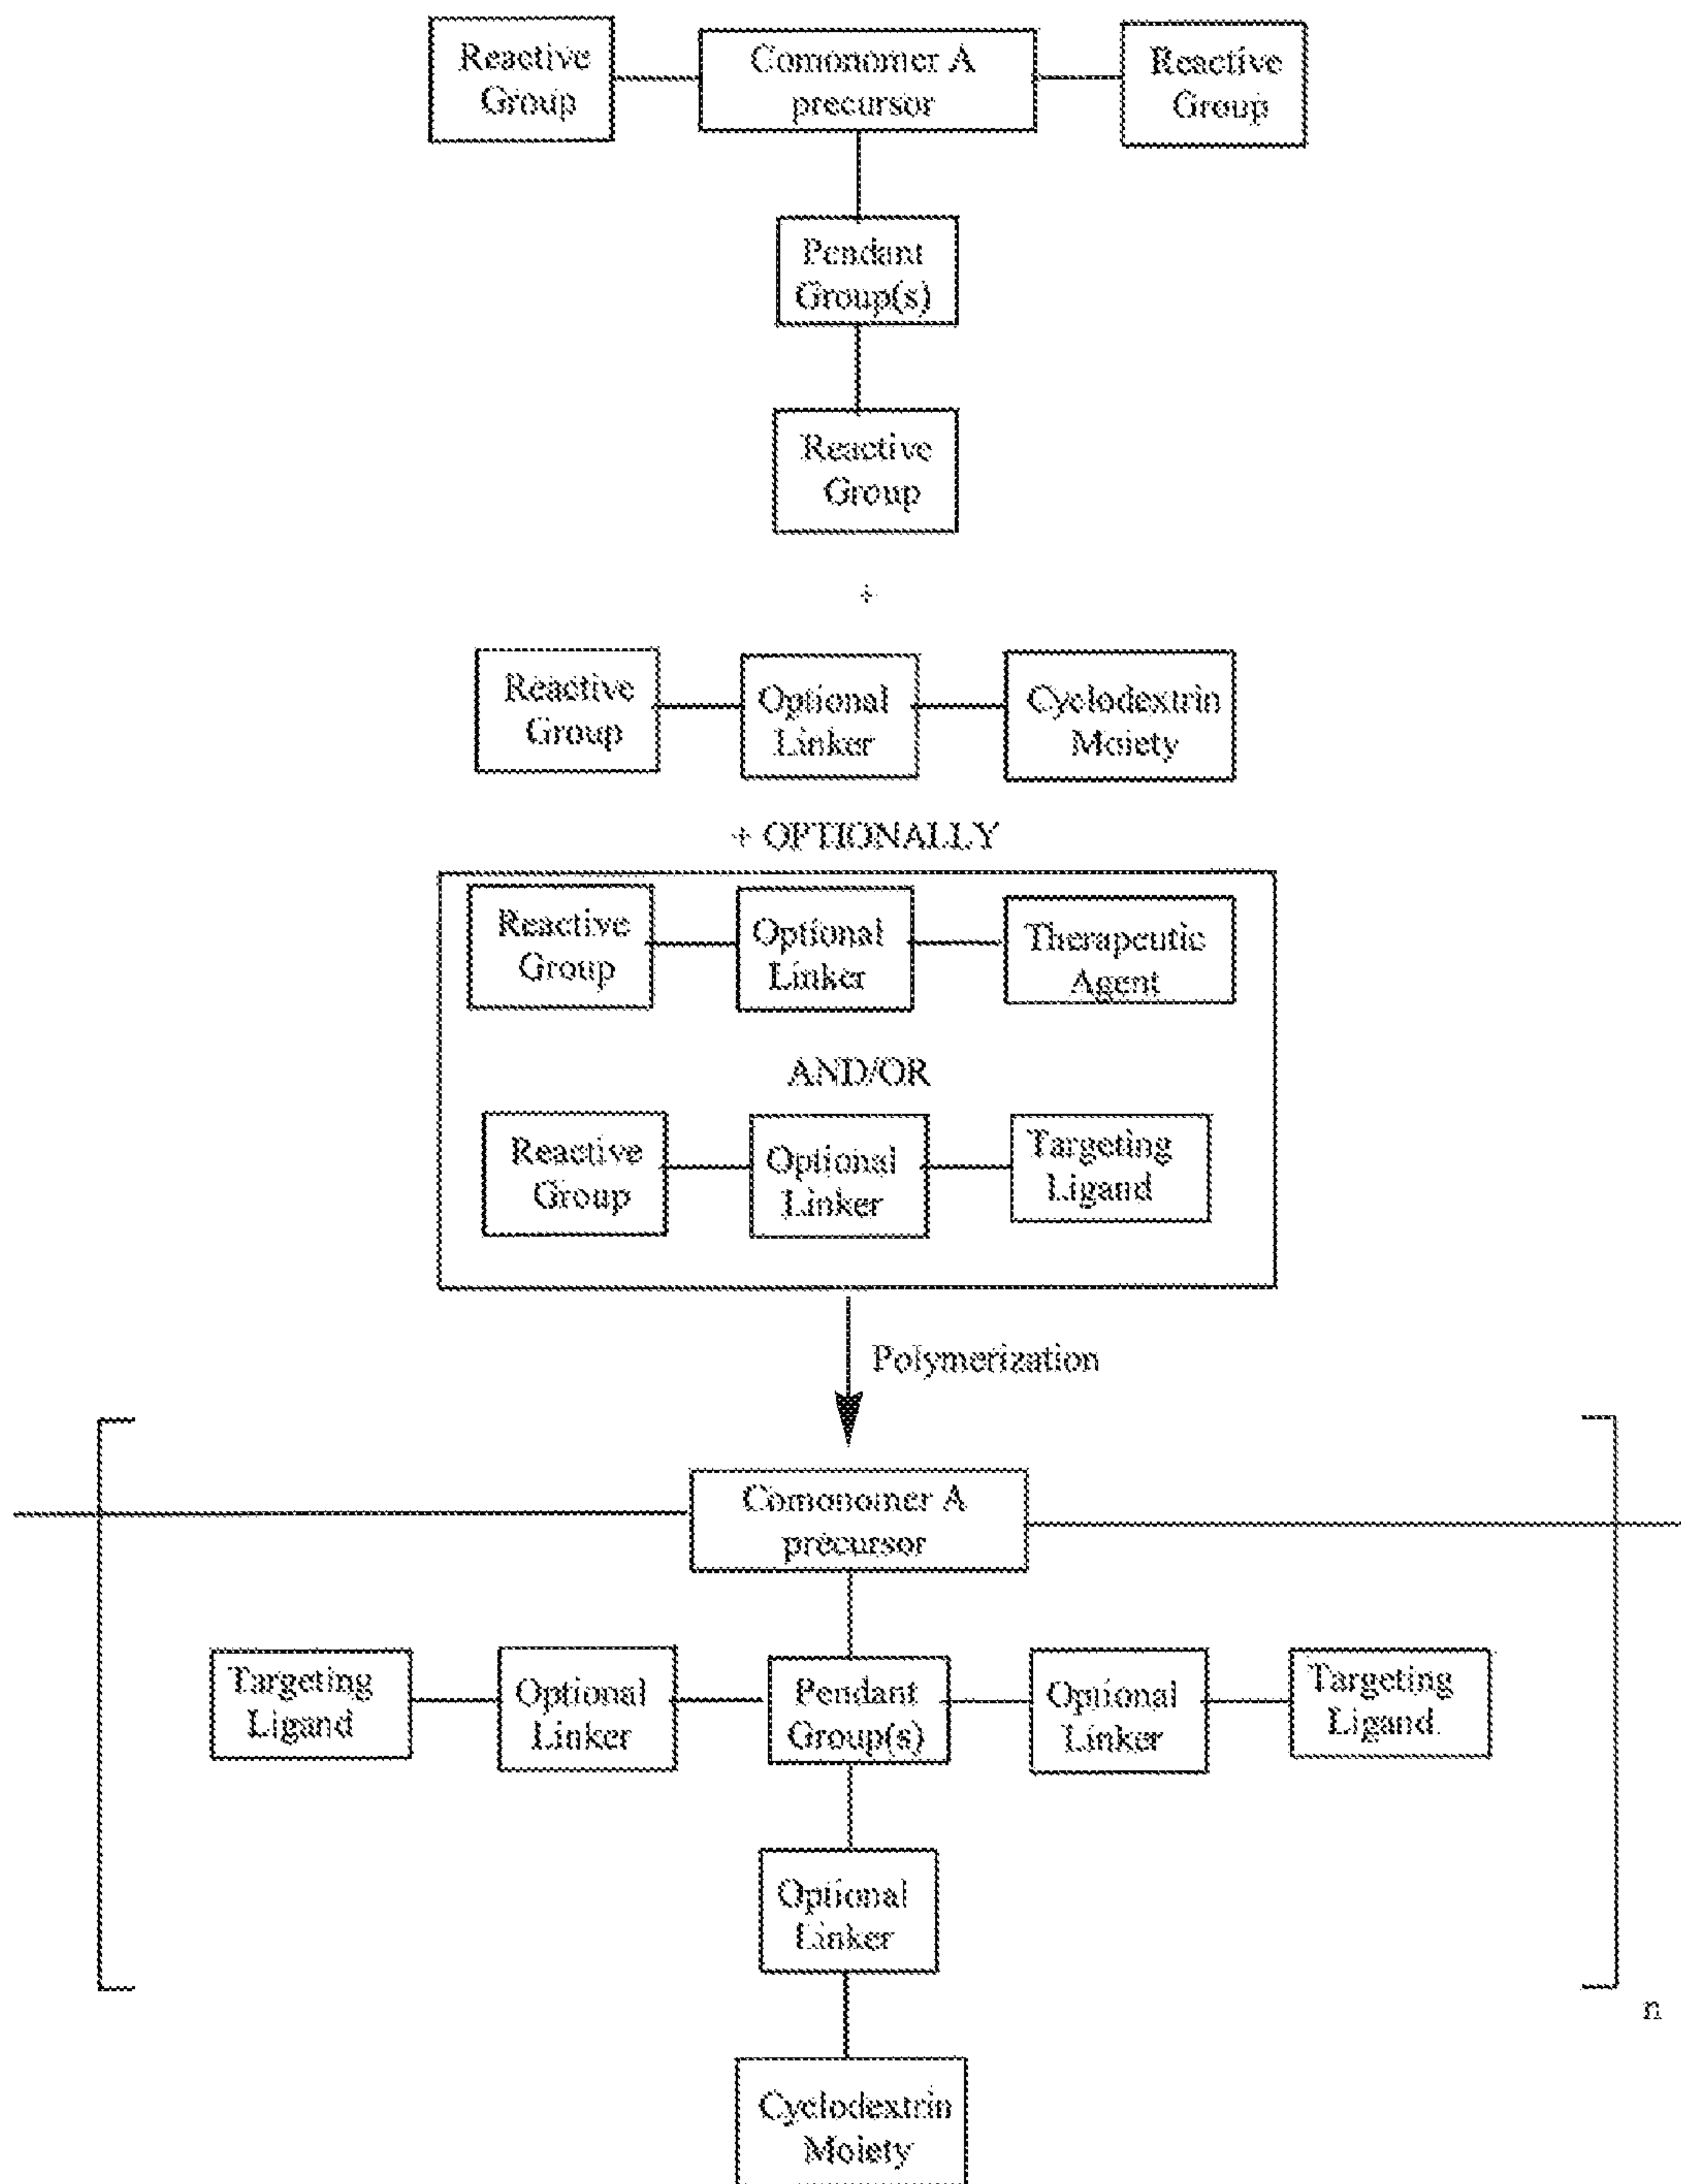 Reactive
Group
Comonomer A
precursor
Reactive
Group
Pendant
Group(s)
Reactive
Group
+
Reactive
Group
Optional
Linker
Cyclodextrin
Moiety
+ OPTIONALLY
Reactive
Group
Optional
Linker
Therapeutic
Agent
AND/OR
Reactive
Group
Optional
Linker
Targeting
Ligand
Polymerization
Comonomer A
precursor
Targeting
Ligand
Optional
Linker
Pendant
Group(s)
Optional
Linker
Targeting
Ligand
Optional
Linker
n
Cyclodextrin
Moiety